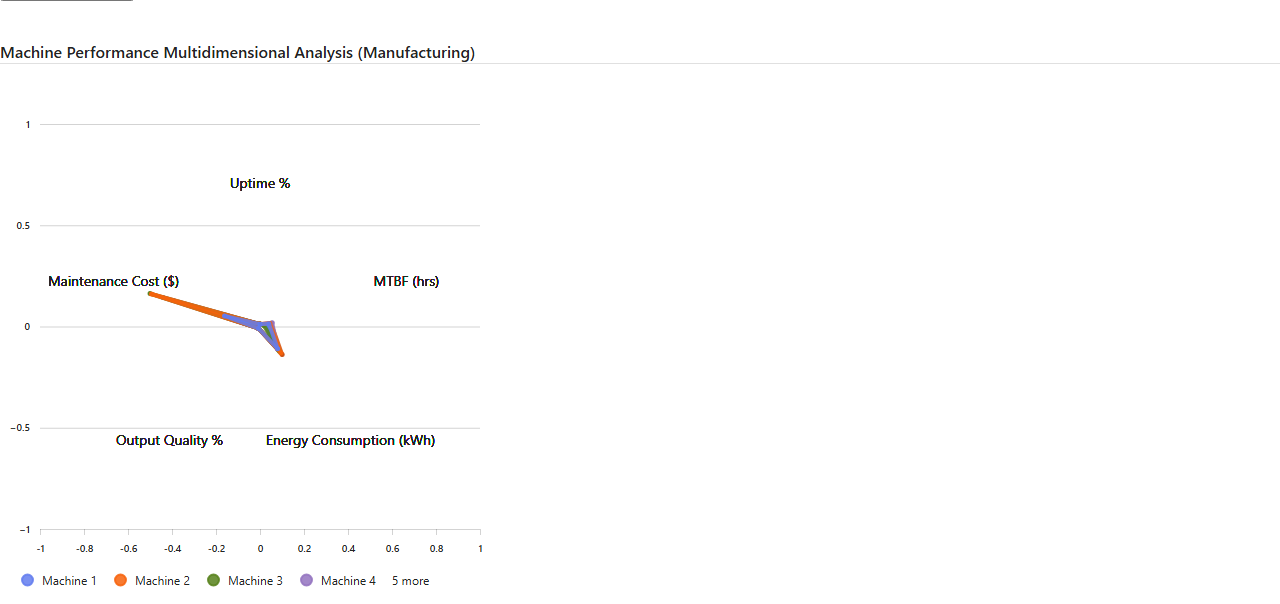 Machine Performance Multidimensional Analysis (Manufacturing)
1
Uptime %
0.5
Maintenance Cost ($) MTBF (hrs)
0
−0.5
Output Quality % Energy Consumption (kWh)
−1
-1 -0.8 -0.6 -0.4 -0.2 0 0.2 0.4 0.6 0.8 1
Machine 1 Machine 2 Machine 3 Machine 4 5 more